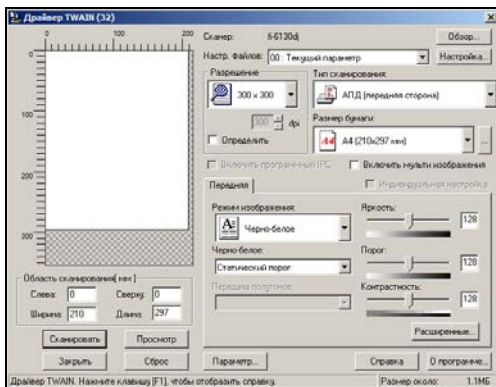 Драйвер TWAIN (32)
0 100 200
0
100
200
300
Сканер: fi-6130dj Обзор...
Настр. Файлов: 00 : Текущий параметр Настройка...
Разрешение
300 x 300
300 dpi
Определить
Тип сканирования:
АПД (передняя сторона)
Размер бумаги:
A4 (210x297 мм) ...
Включить программный IPC Включить мульти изображения
Передняя Индивидуальная настройка
Режим изображения:
Черно-белое
Черно-белое:
Статический порог
Передача полутонов:
Яркость:
128
Порог:
128
Контрастность:
128
Расширенные...
Область сканирования[ мм ]
Слева: 0 Сверху: 0
Ширина: 210 Длина: 297
Сканировать Просмотр
Закрыть Сброс Параметр... Справка О программе...
Драйвер TWAIN. Нажмите клавишу [F1], чтобы отобразить справку. Размер около: 1.1МБ